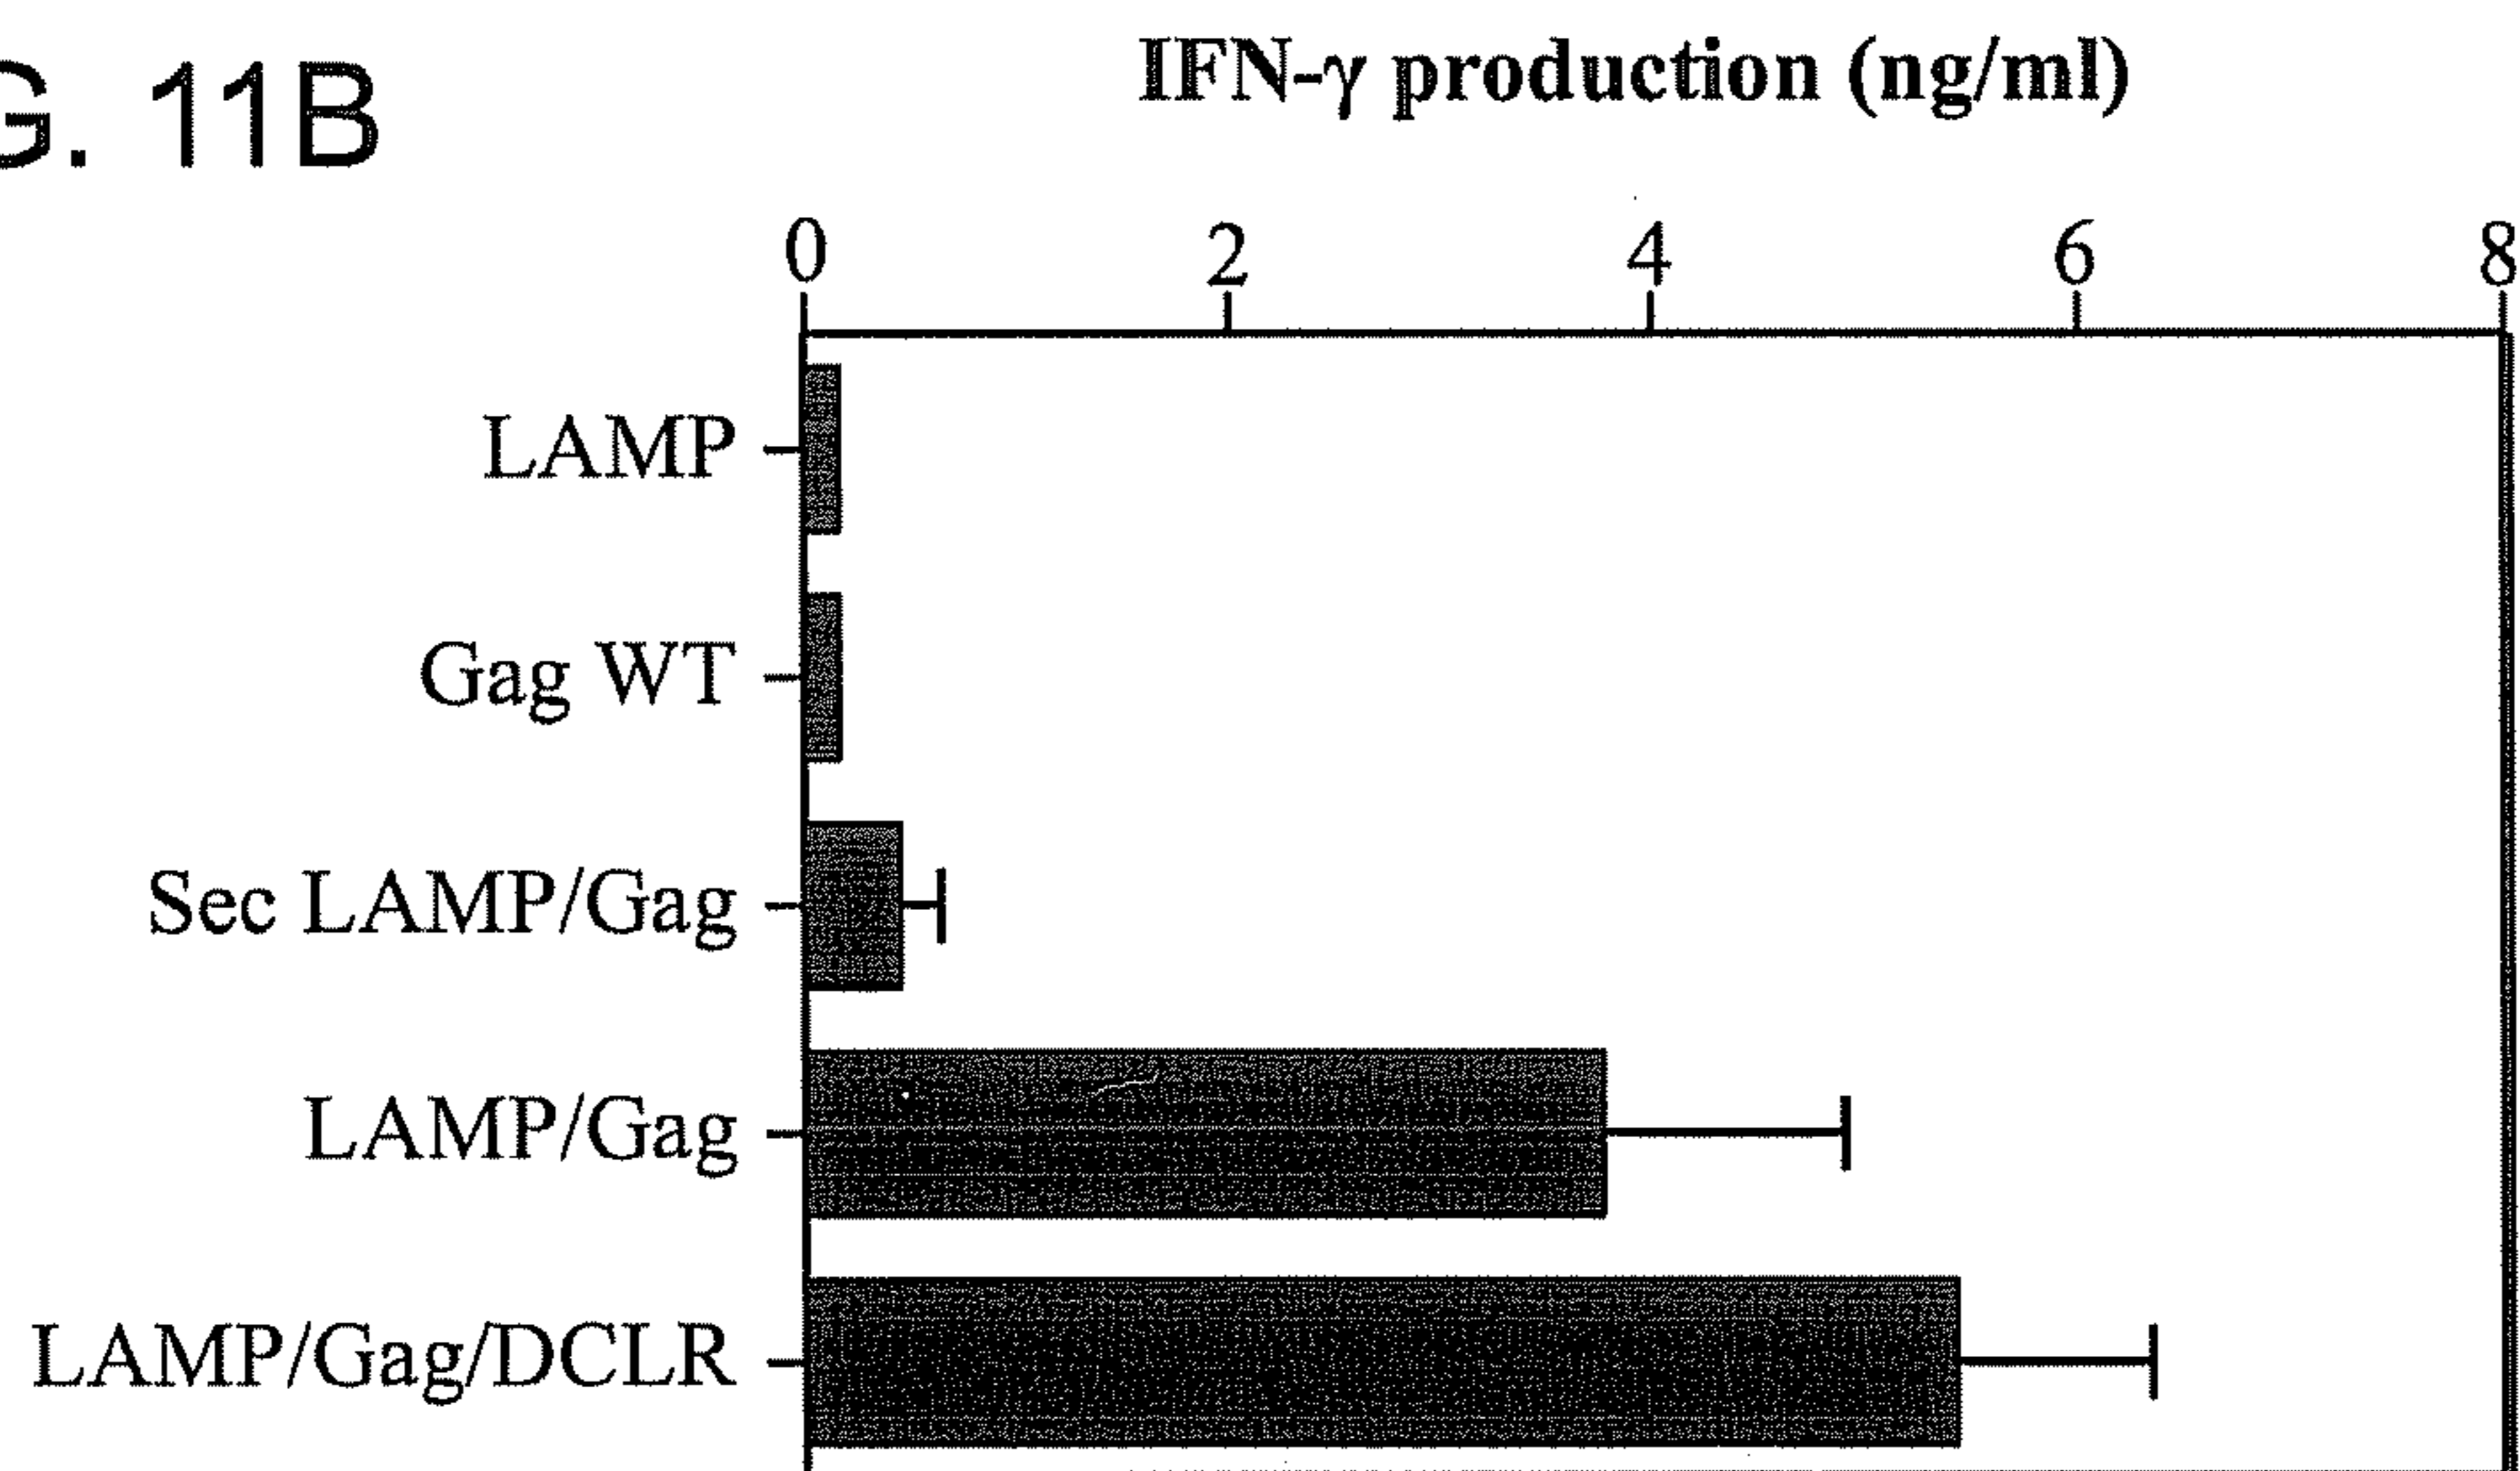 G. 11B
IFN-γ production (ng/ml)
0 2 4 6 8
LAMP
Gag WT
Sec LAMP/Gag
LAMP/Gag
LAMP/Gag/DCLR